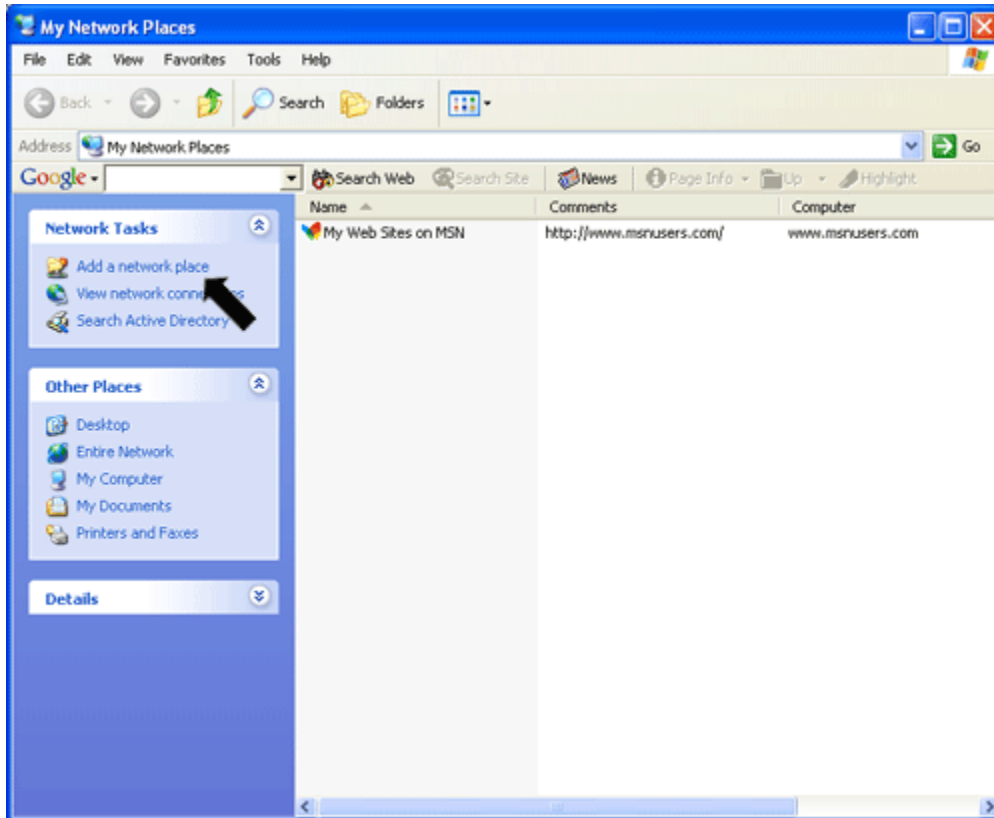 My Network Places
File Edit View Favorites Tools Help
Back Search Folders
Address My Network Places Go
Google Search Web Search Site News Page Info Up Highlight
Name Comments Computer
My Web Sites on MSN http://www.msnusers.com/ www.msnusers.com
Network Tasks
Add a network place
View network
Search Active Directory
Other Places
Desktop
Entire Network
My Computer
My Documents
Printers and Faxes
Details